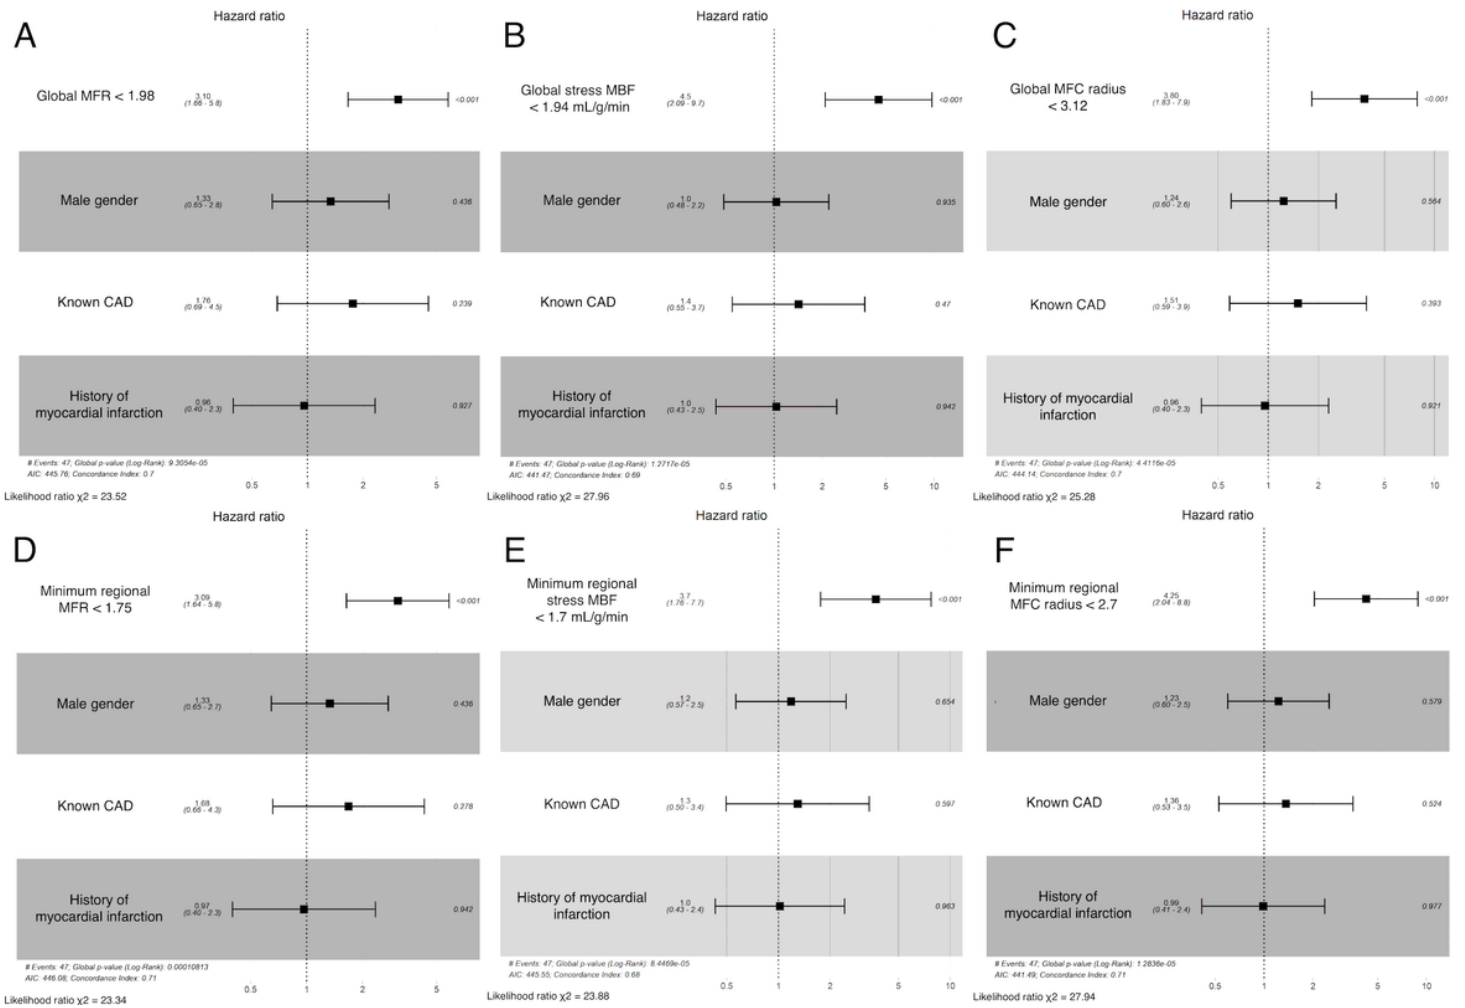 Hazard ratio
A
Global MFR < 1.98
3.10
(1.66 - 5.8)
<0.001
Male gender
1.33
(0.65 - 2.8)
0.436
Known CAD
1.76
(0.69 - 4.5)
0.239
History of
myocardial infarction
0.96
(0.40 - 2.3)
0.927
# Events: 47; Global p-value (Log-Rank): 9.3054e-05
AIC: 445.76; Concordance Index: 0.7
0.5 1 2 5
Likelihood ratio χ2 = 23.52
Hazard ratio
B
Global stress MBF
< 1.94 mL/g/min
4.5
(2.09 - 9.7)
<0.001
Male gender
1.0
(0.48 - 2.2)
0.935
Known CAD
1.4
(0.55 - 3.7)
0.47
History of
myocardial infarction
1.0
(0.43 - 2.5)
0.942
# Events: 47; Global p-value (Log-Rank): 1.2717e-05
AIC: 441.47; Concordance Index: 0.69
0.5 1 2 5 10
Likelihood ratio χ2 = 27.96
Hazard ratio
C
Global MFC radius
< 3.12
3.80
(1.83 - 7.9)
<0.001
Male gender
1.24
(0.60 - 2.6)
0.564
Known CAD
1.51
(0.59 - 3.9)
0.393
History of myocardial
infarction
0.96
(0.40 - 2.3)
0.921
# Events: 47; Global p-value (Log-Rank): 4.4116e-05
AIC: 444.14; Concordance Index: 0.7
0.5 1 2 5 10
Likelihood ratio χ2 = 25.28
Hazard ratio
D
Minimum regional
MFR < 1.75
3.09
(1.64 - 5.8)
<0.001
Male gender
1.33
(0.65 - 2.7)
0.436
Known CAD
1.68
(0.66 - 4.3)
0.278
History of
myocardial infarction
0.97
(0.40 - 2.3)
0.942
# Events: 47; Global p-value (Log-Rank): 0.00010813
AIC: 446.08; Concordance Index: 0.71
0.5 1 2 5
Likelihood ratio χ2 = 23.34
Hazard ratio
E
Minimum regional
stress MBF
< 1.7 mL/g/min
3.7
(1.76 - 7.7)
<0.001
Male gender
1.2
(0.57 - 2.5)
0.654
Known CAD
1.3
(0.50 - 3.4)
0.597
History of myocardial
infarction
1.0
(0.43 - 2.4)
0.963
# Events: 47; Global p-value (Log-Rank): 8.4469e-05
AIC: 445.55; Concordance Index: 0.68
0.5 1 2 5 10
Likelihood ratio χ2 = 23.88
Hazard ratio
F
Minimum regional
MFC radius < 2.7
4.25
(2.04 - 8.8)
<0.001
Male gender
1.23
(0.60 - 2.5)
0.579
Known CAD
1.36
(0.53 - 3.5)
0.524
History of
myocardial infarction
0.99
(0.41 - 2.4)
0.977
# Events: 47; Global p-value (Log-Rank): 1.2836e-05
AIC: 441.49; Concordance Index: 0.71
0.5 1 2 5 10
Likelihood ratio χ2 = 27.94